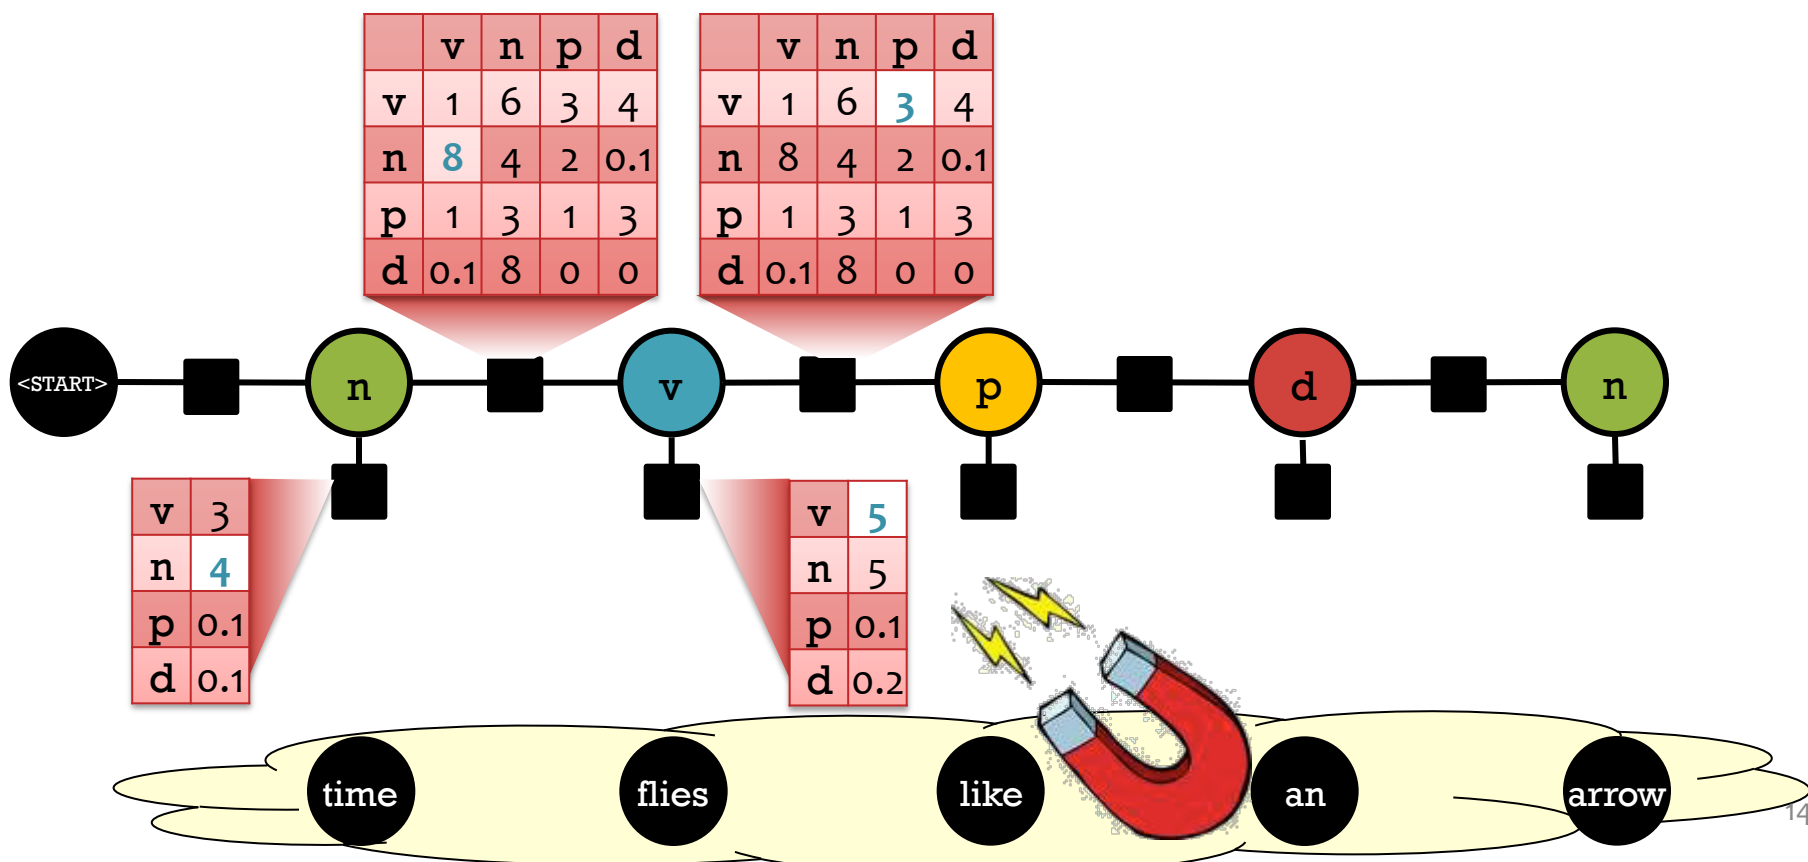 v n p d
v 1 6 3 4
n 8 4 2 0.1
p 1 3 1 3
d 0.1 8 0 0
v n p d
v 1 6 3 4
n 8 4 2 0.1
p 1 3 1 3
d 0.1 8 0 0
<START>
n
v
p
d
n
v 3
n 4
p 0.1
d 0.1
v 5
n 5
p 0.1
d 0.2
time
flies
like
an
arrow
14